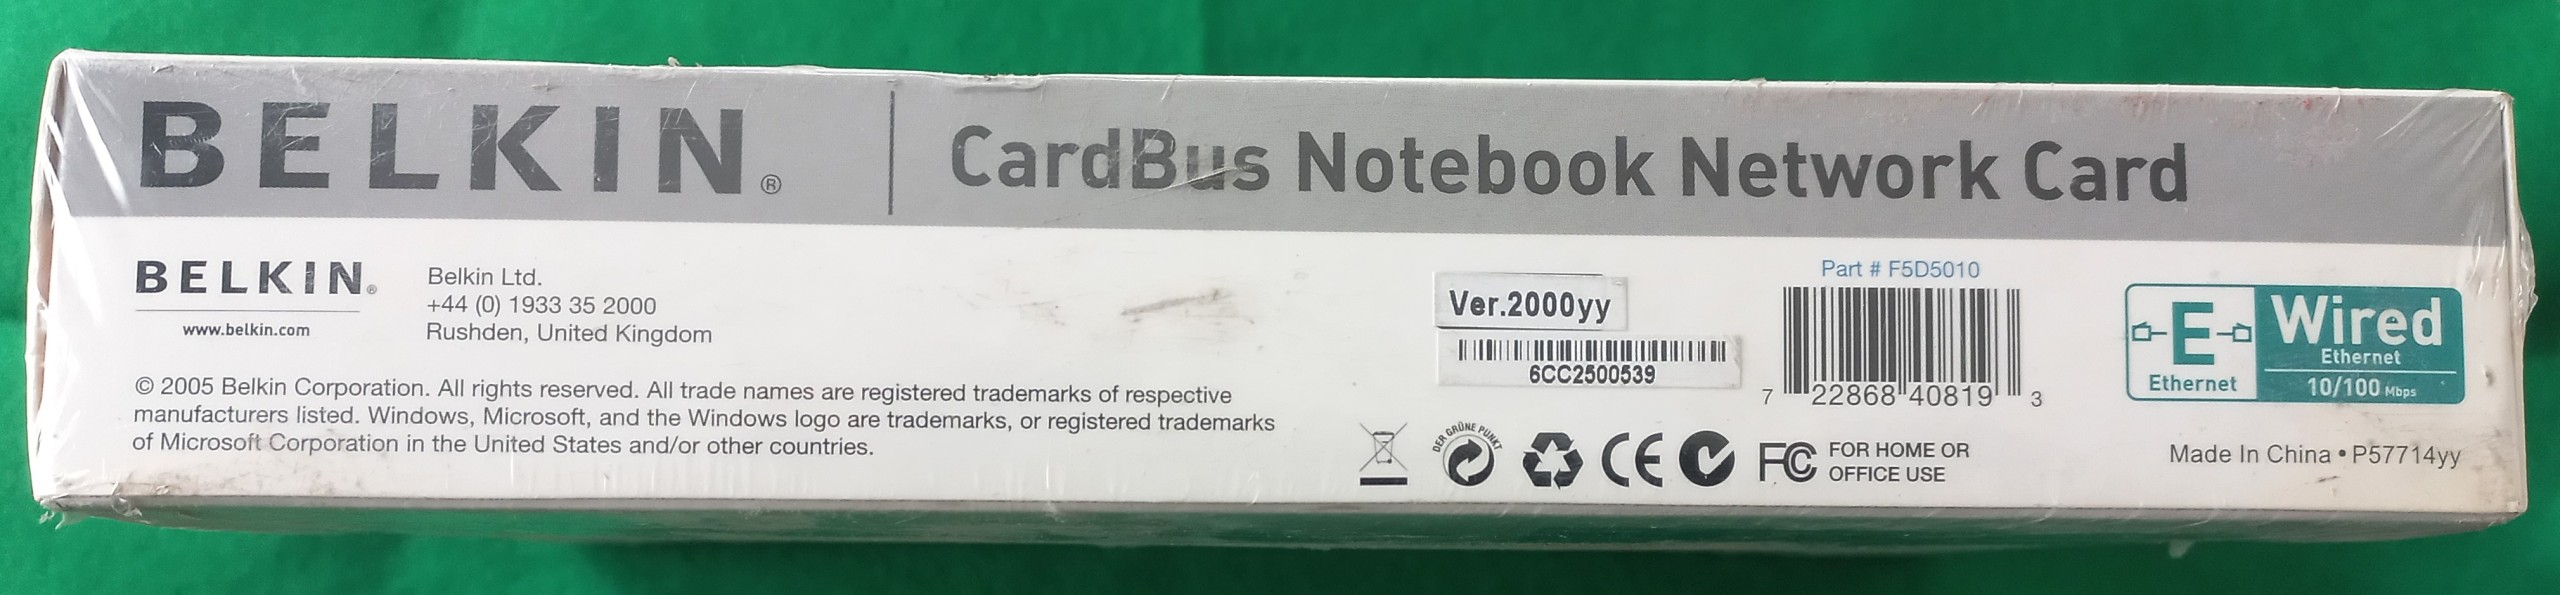 BELKIN® | CardBus Notebook Network Card
BELKIN®
www.belkin.com
Belkin Ltd.
+44 (0) 1933 35 2000
Rushden, United Kingdom
© 2005 Belkin Corporation. All rights reserved. All trade names are registered trademarks of respective
manufacturers listed. Windows, Microsoft, and the Windows logo are trademarks, or registered trademarks
of Microsoft Corporation in the United States and/or other countries.
Ver.2000yy
6CC2500539
Part # F5D5010
7 22868 40819 3
E
Ethernet
Wired
Ethernet
10/100 Mbps
DER GRÜNE PUNKT
CE
FC
FOR HOME OR
OFFICE USE
Made In China • P57714yy